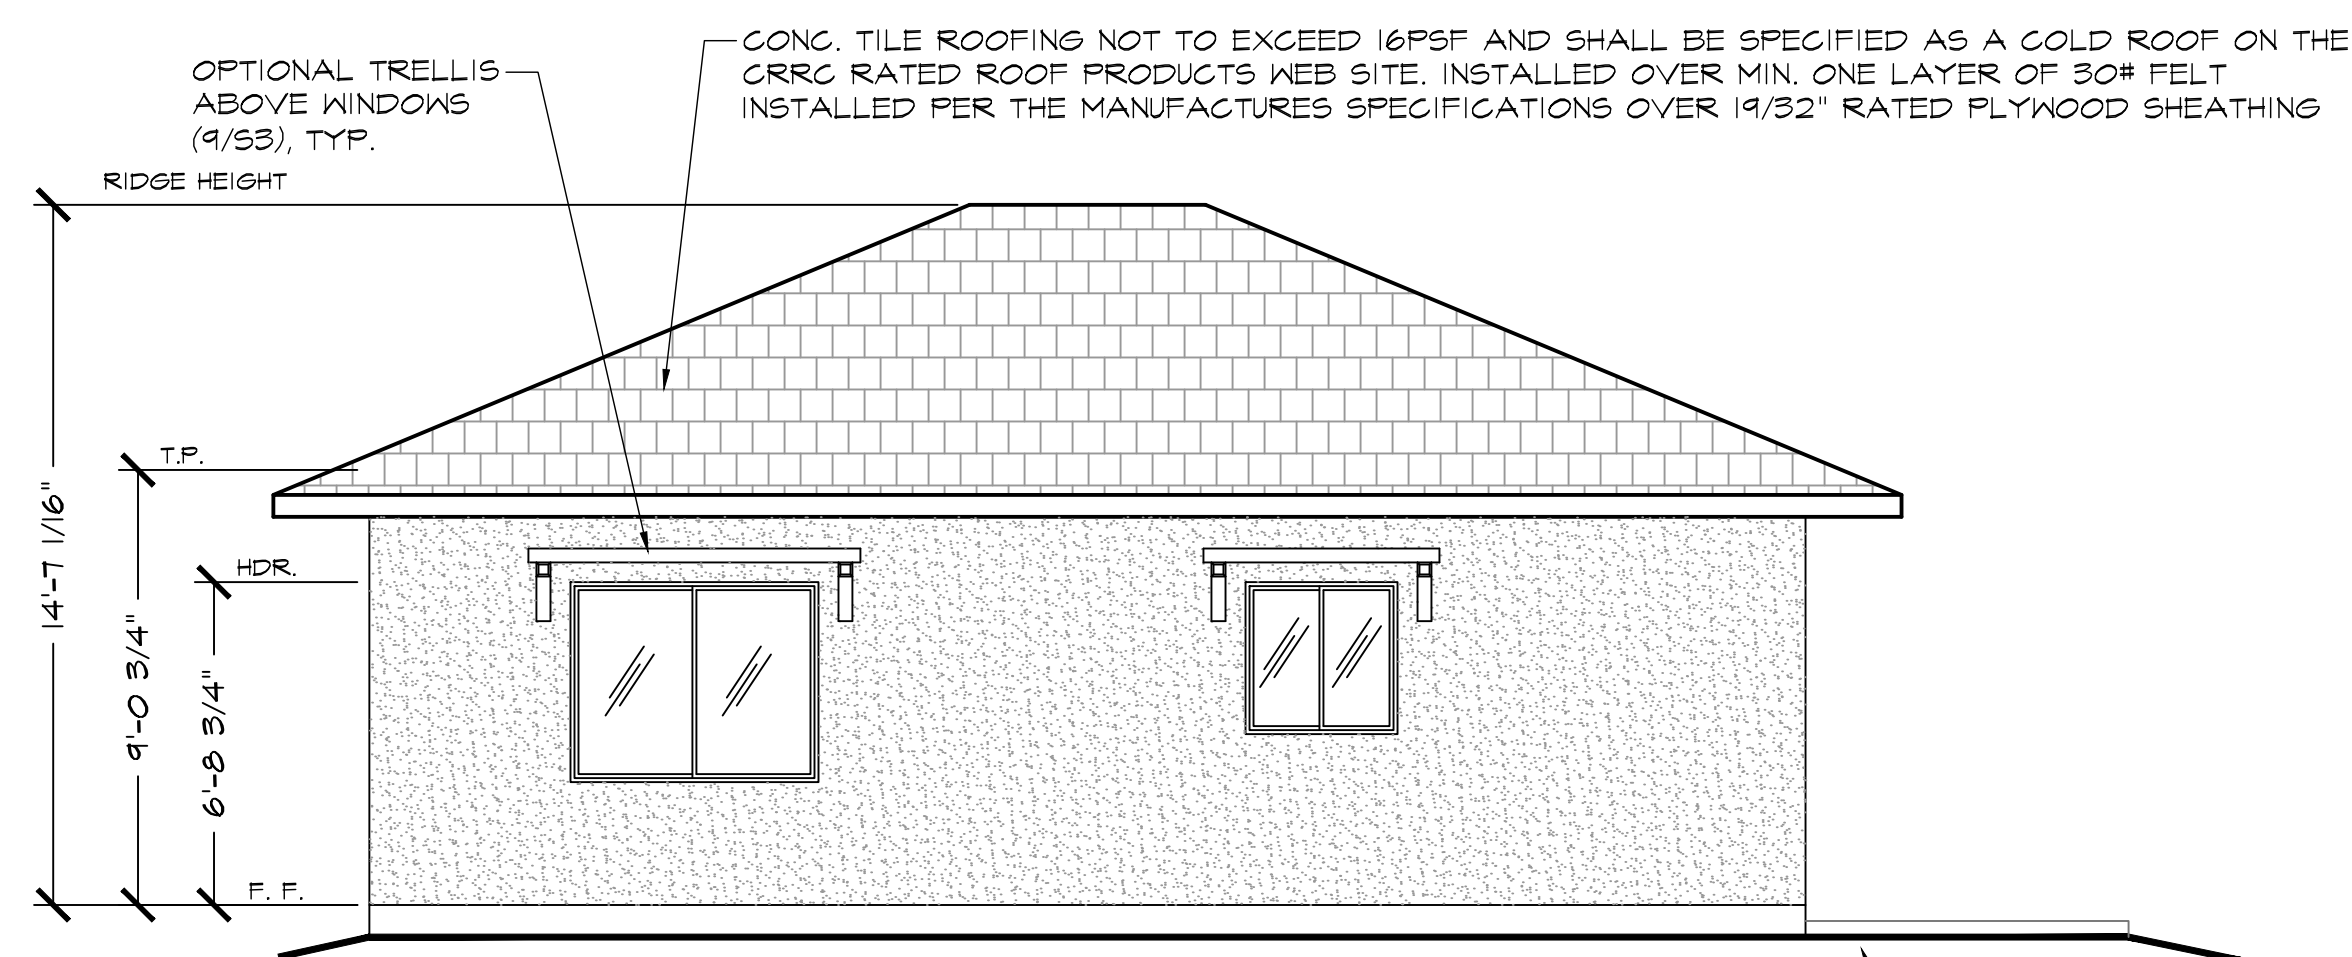 CONC. TILE ROOFING NOT TO EXCEED 16PSF AND SHALL BE SPECIFIED AS A COLD ROOF ON THE
CRRC RATED ROOF PRODUCTS WEB SITE. INSTALLED OVER MIN. ONE LAYER OF 30# FELT
INSTALLED PER THE MANUFACTURES SPECIFICATIONS OVER 19/32" RATED PLYWOOD SHEATHING
OPTIONAL TRELLIS
ABOVE WINDOWS
(9/S3), TYP.
RIDGE HEIGHT
T.P.
HDR.
F. F.
14'-7 1/16"
9'-0 3/4"
6'-8 3/4"